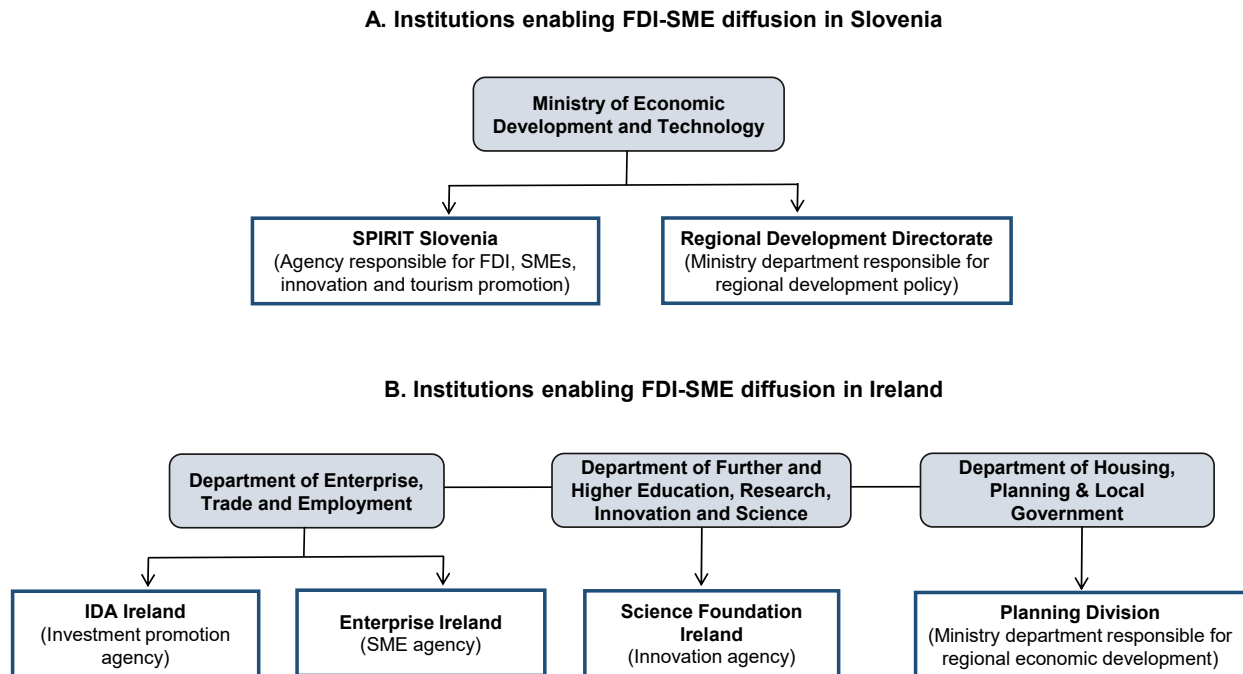 A. Institutions enabling FDI-SME diffusion in Slovenia
Ministry of Economic
Development and Technology
SPIRIT Slovenia
(Agency responsible for FDI, SMEs,
innovation and tourism promotion)
Regional Development Directorate
(Ministry department responsible for
regional development policy)
B. Institutions enabling FDI-SME diffusion in Ireland
Department of Enterprise,
Trade and Employment
Department of Further and
Higher Education, Research,
Innovation and Science
Department of Housing,
Planning & Local
Government
IDA Ireland
(Investment promotion
agency)
Enterprise Ireland
(SME agency)
Science Foundation
Ireland
(Innovation agency)
Planning Division
(Ministry department responsible for
regional economic development)